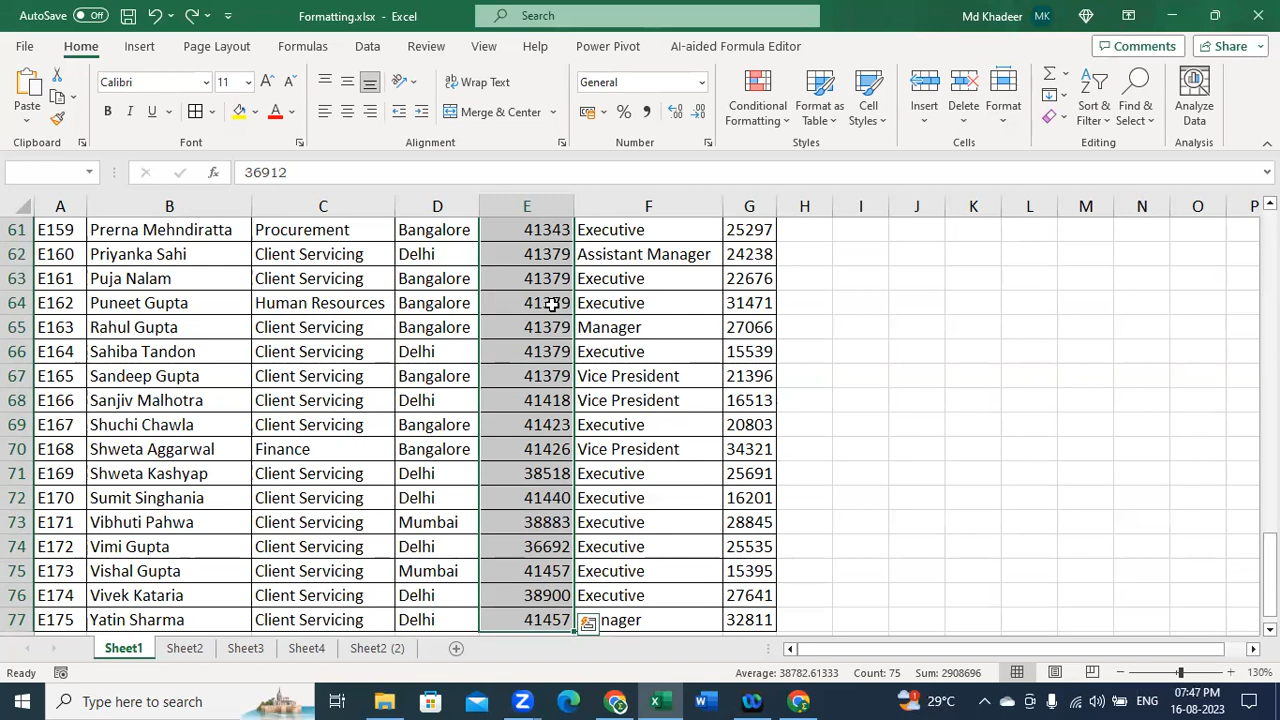 AutoSave Off Formatting.xlsx - Excel Search Md Khadeer MK
File Home Insert Page Layout Formulas Data Review View Help Power Pivot AI-aided Formula Editor Comments Share
Paste Calibri 11 Wrap Text General Conditional Formatting Format as Table Cell Styles Insert Delete Format Sort & Filter Find & Select Analyze Data
B I U Merge & Center
Clipboard Font Alignment Number Styles Cells Editing Analysis
fx 36912
A B C D E F G H I J K L M N O P
61 E159 Prerna Mehndiratta Procurement Bangalore 41343 Executive 25297
62 E160 Priyanka Sahi Client Servicing Delhi 41379 Assistant Manager 24238
63 E161 Puja Nalam Client Servicing Bangalore 41379 Executive 22676
64 E162 Puneet Gupta Human Resources Bangalore Executive 31471
65 E163 Rahul Gupta Client Servicing Bangalore 41379 Manager 27066
66 E164 Sahiba Tandon Client Servicing Delhi 41379 Executive 15539
67 E165 Sandeep Gupta Client Servicing Bangalore 41379 Vice President 21396
68 E166 Sanjiv Malhotra Client Servicing Delhi 41418 Vice President 16513
69 E167 Shuchi Chawla Client Servicing Bangalore 41423 Executive 20803
70 E168 Shweta Aggarwal Finance Bangalore 41426 Vice President 34321
71 E169 Shweta Kashyap Client Servicing Delhi 38518 Executive 25691
72 E170 Sumit Singhania Client Servicing Delhi 41440 Executive 16201
73 E171 Vibhuti Pahwa Client Servicing Mumbai 38883 Executive 28845
74 E172 Vimi Gupta Client Servicing Delhi 36692 Executive 25535
75 E173 Vishal Gupta Client Servicing Mumbai 41457 Executive 15395
76 E174 Vivek Kataria Client Servicing Delhi 38900 Executive 27641
77 E175 Yatin Sharma Client Servicing Delhi 41457 nager 32811
Sheet1 Sheet2 Sheet3 Sheet4 Sheet2 (2)
Ready Average: 38782.61333 Count: 75 Sum: 2908696 130%
Type here to search 29°C ENG 07:47 PM
16-08-2023